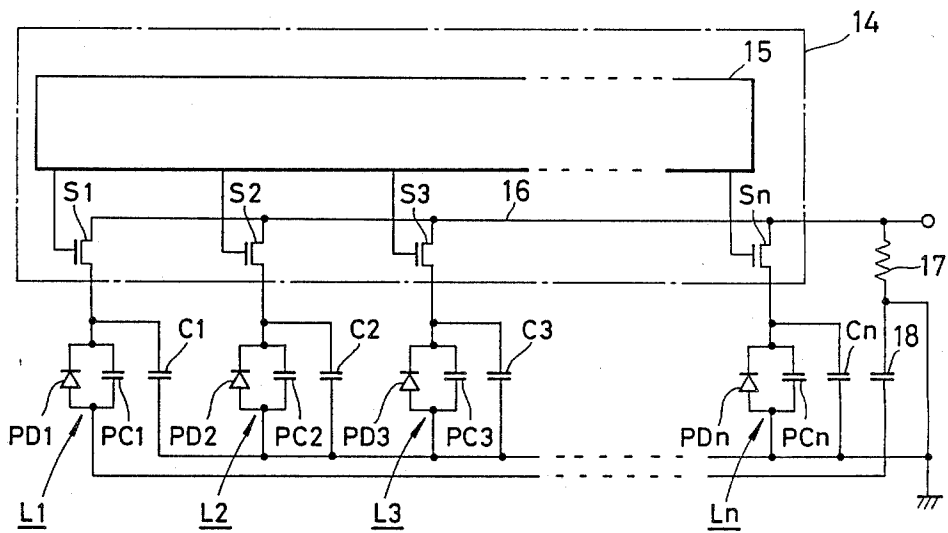 14
15
S1
S2
S3
16
Sn
17
C1
C2
C3
Cn
18
PD1
PC1
PD2
PC2
PD3
PC3
PDn
PCn
L1
L2
L3
Ln